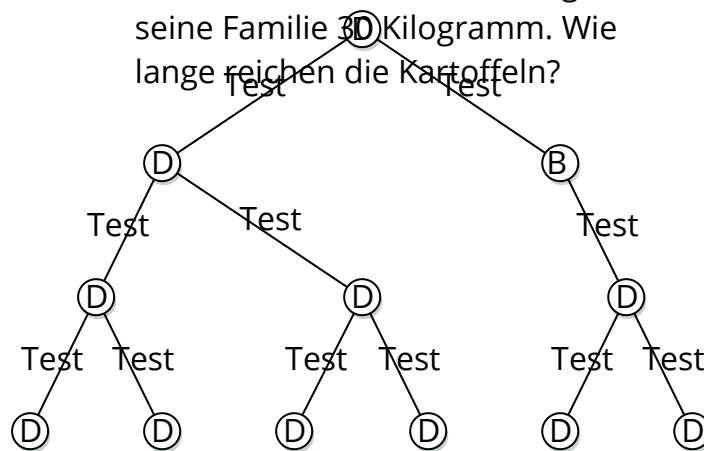 seine Familie 30 Kilogramm. Wie
D
lange reichen die Kartoffeln?
Test Test
D B
Test Test Test
D D D
Test Test Test Test Test Test
D D D D D D